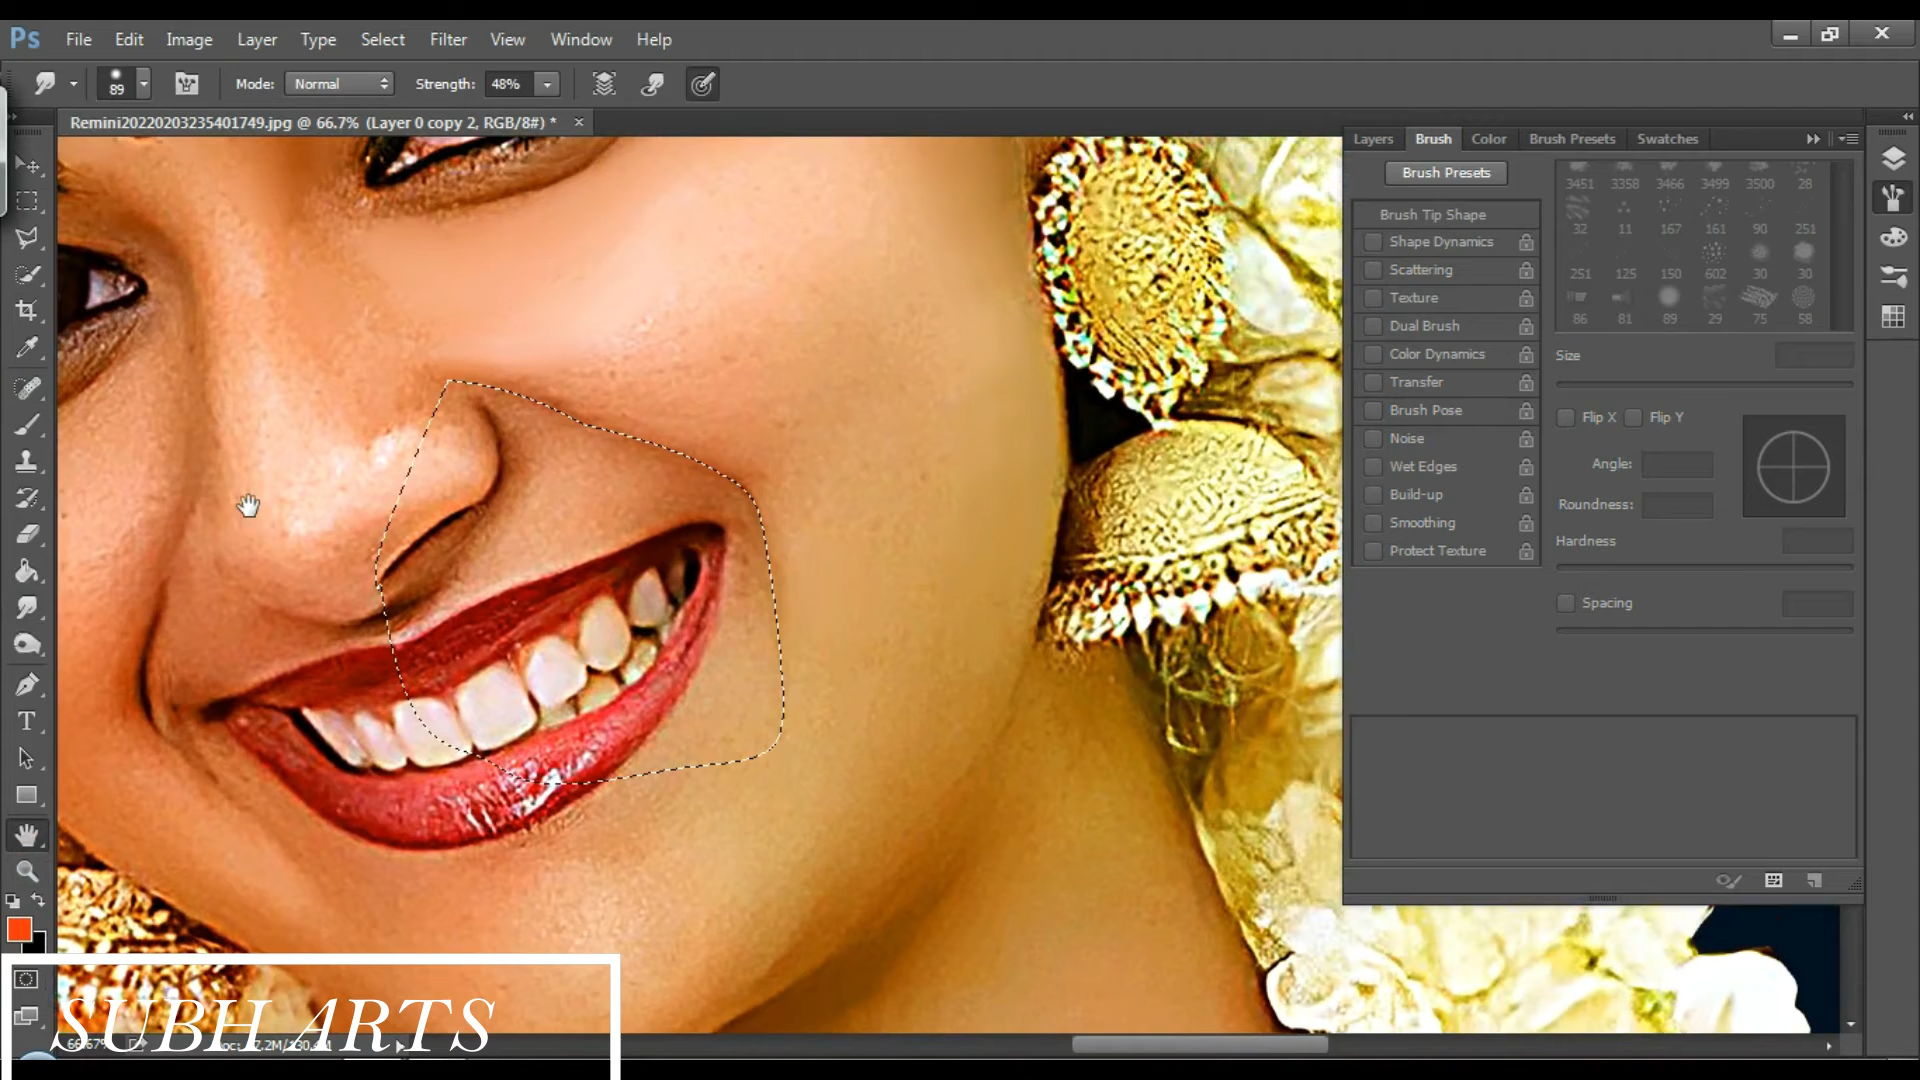 Ps File Edit Image Layer Type Select Filter View Window Help
89 Mode: Normal Strength: 48%
Remini20220203235401749.jpg @ 66.7% (Layer 0 copy 2, RGB/8#) *
Layers Brush Color Brush Presets Swatches
Brush Presets
Brush Tip Shape
Shape Dynamics
Scattering
Texture
Dual Brush
Color Dynamics
Transfer
Brush Pose
Noise
Wet Edges
Build-up
Smoothing
Protect Texture
3451 3358 3466 3499 3500 28
32 11 167 161 90 251
251 125 150 602 30 30
86 81 89 29 75 58
Size
Flip X Flip Y
Angle:
Roundness:
Hardness
Spacing
T
SUBH ARTS
66.67%